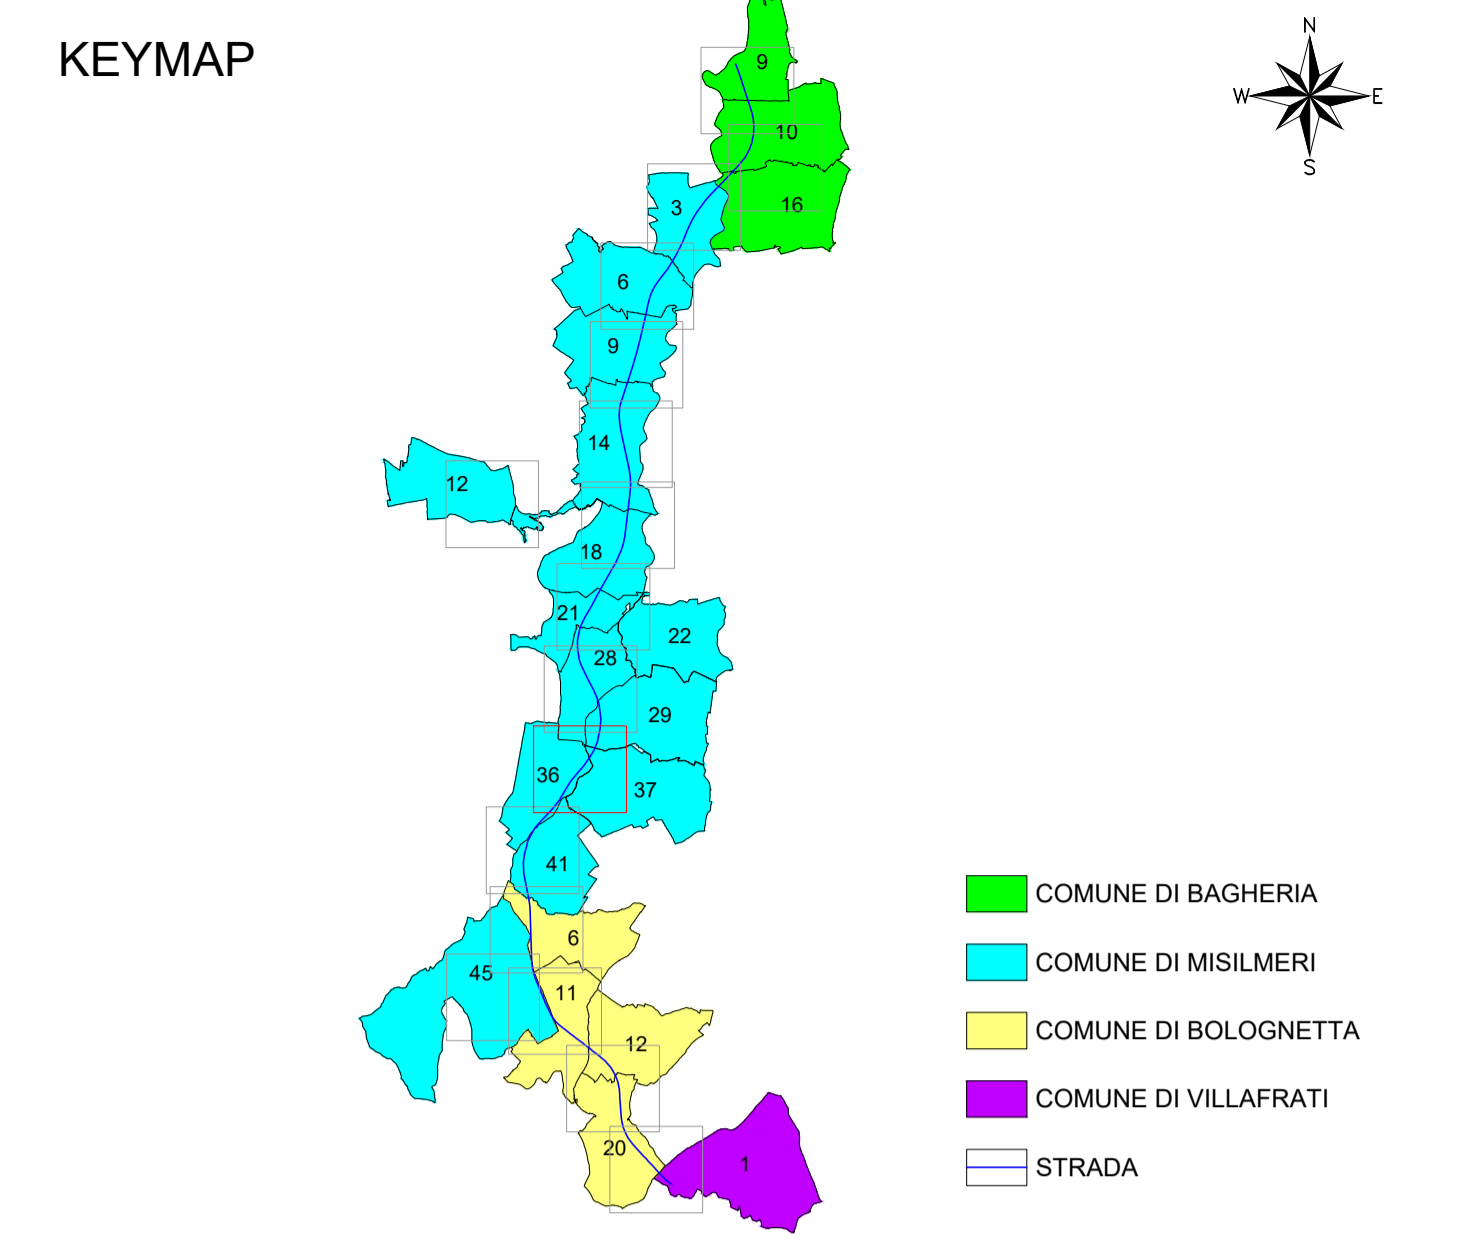 KEYMAP
N
W
E
S
9
10
16
3
6
9
14
12
18
21
22
28
29
36
37
41
6
45
11
12
20
1
COMUNE DI BAGHERIA
COMUNE DI MISILMERI
COMUNE DI BOLOGNETTA
COMUNE DI VILLAFRATI
STRADA